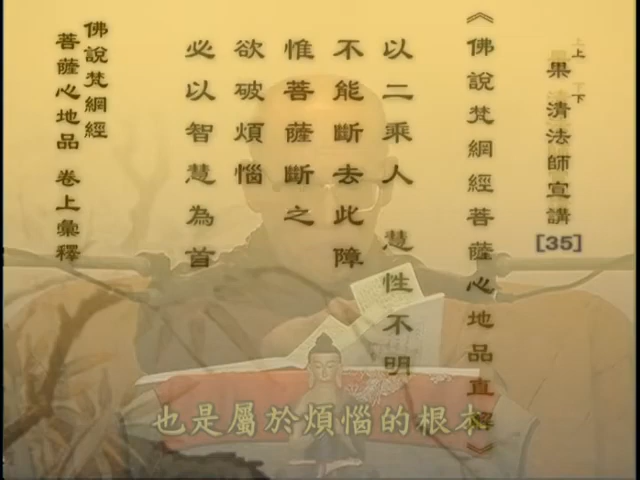 上果下清法師宣講
[35]
《佛說梵網經菩薩心地品直解》
以二乘人 慧性不明
不能斷去此障
惟菩薩斷之
欲破煩惱
必以智慧為首
佛說梵網經
菩薩心地品 卷上彙釋
也是屬於煩惱的根本